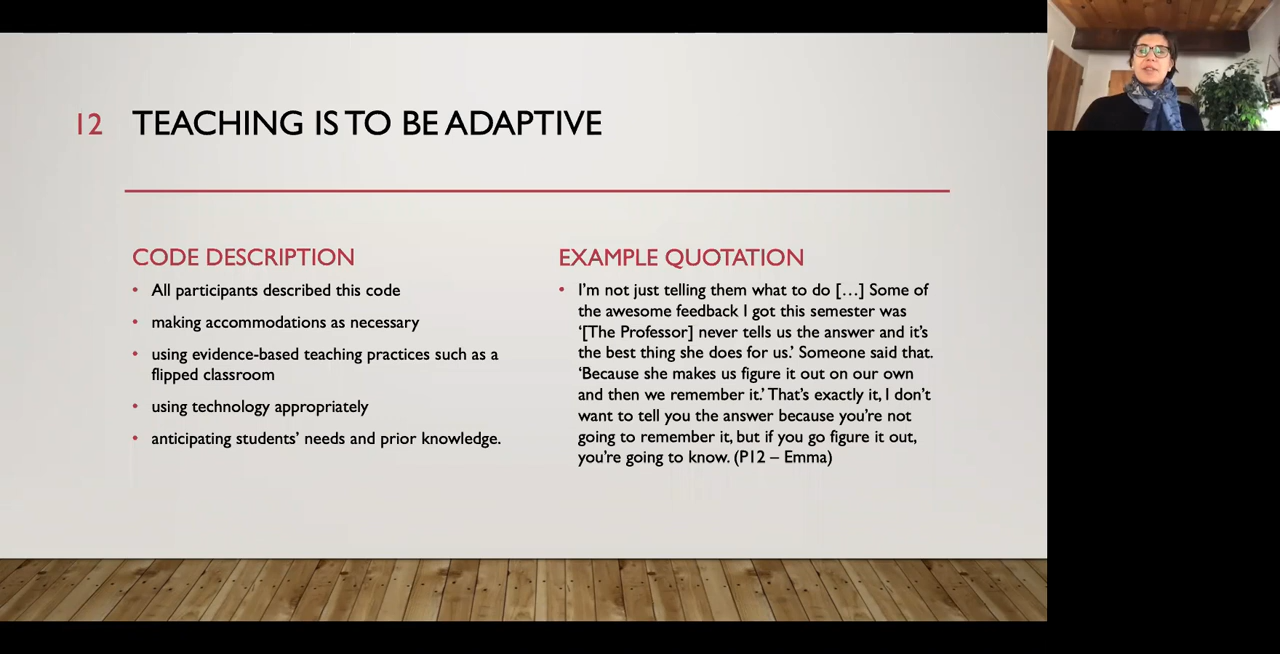 12 TEACHING IS TO BE ADAPTIVE
CODE DESCRIPTION
• All participants described this code
• making accommodations as necessary
• using evidence-based teaching practices such as a
flipped classroom
• using technology appropriately
• anticipating students’ needs and prior knowledge.
EXAMPLE QUOTATION
• I’m not just telling them what to do […] Some of
the awesome feedback I got this semester was
‘[The Professor] never tells us the answer and it’s
the best thing she does for us.’ Someone said that.
‘Because she makes us figure it out on our own
and then we remember it.’ That’s exactly it, I don’t
want to tell you the answer because you’re not
going to remember it, but if you go figure it out,
you’re going to know. (P12 – Emma)